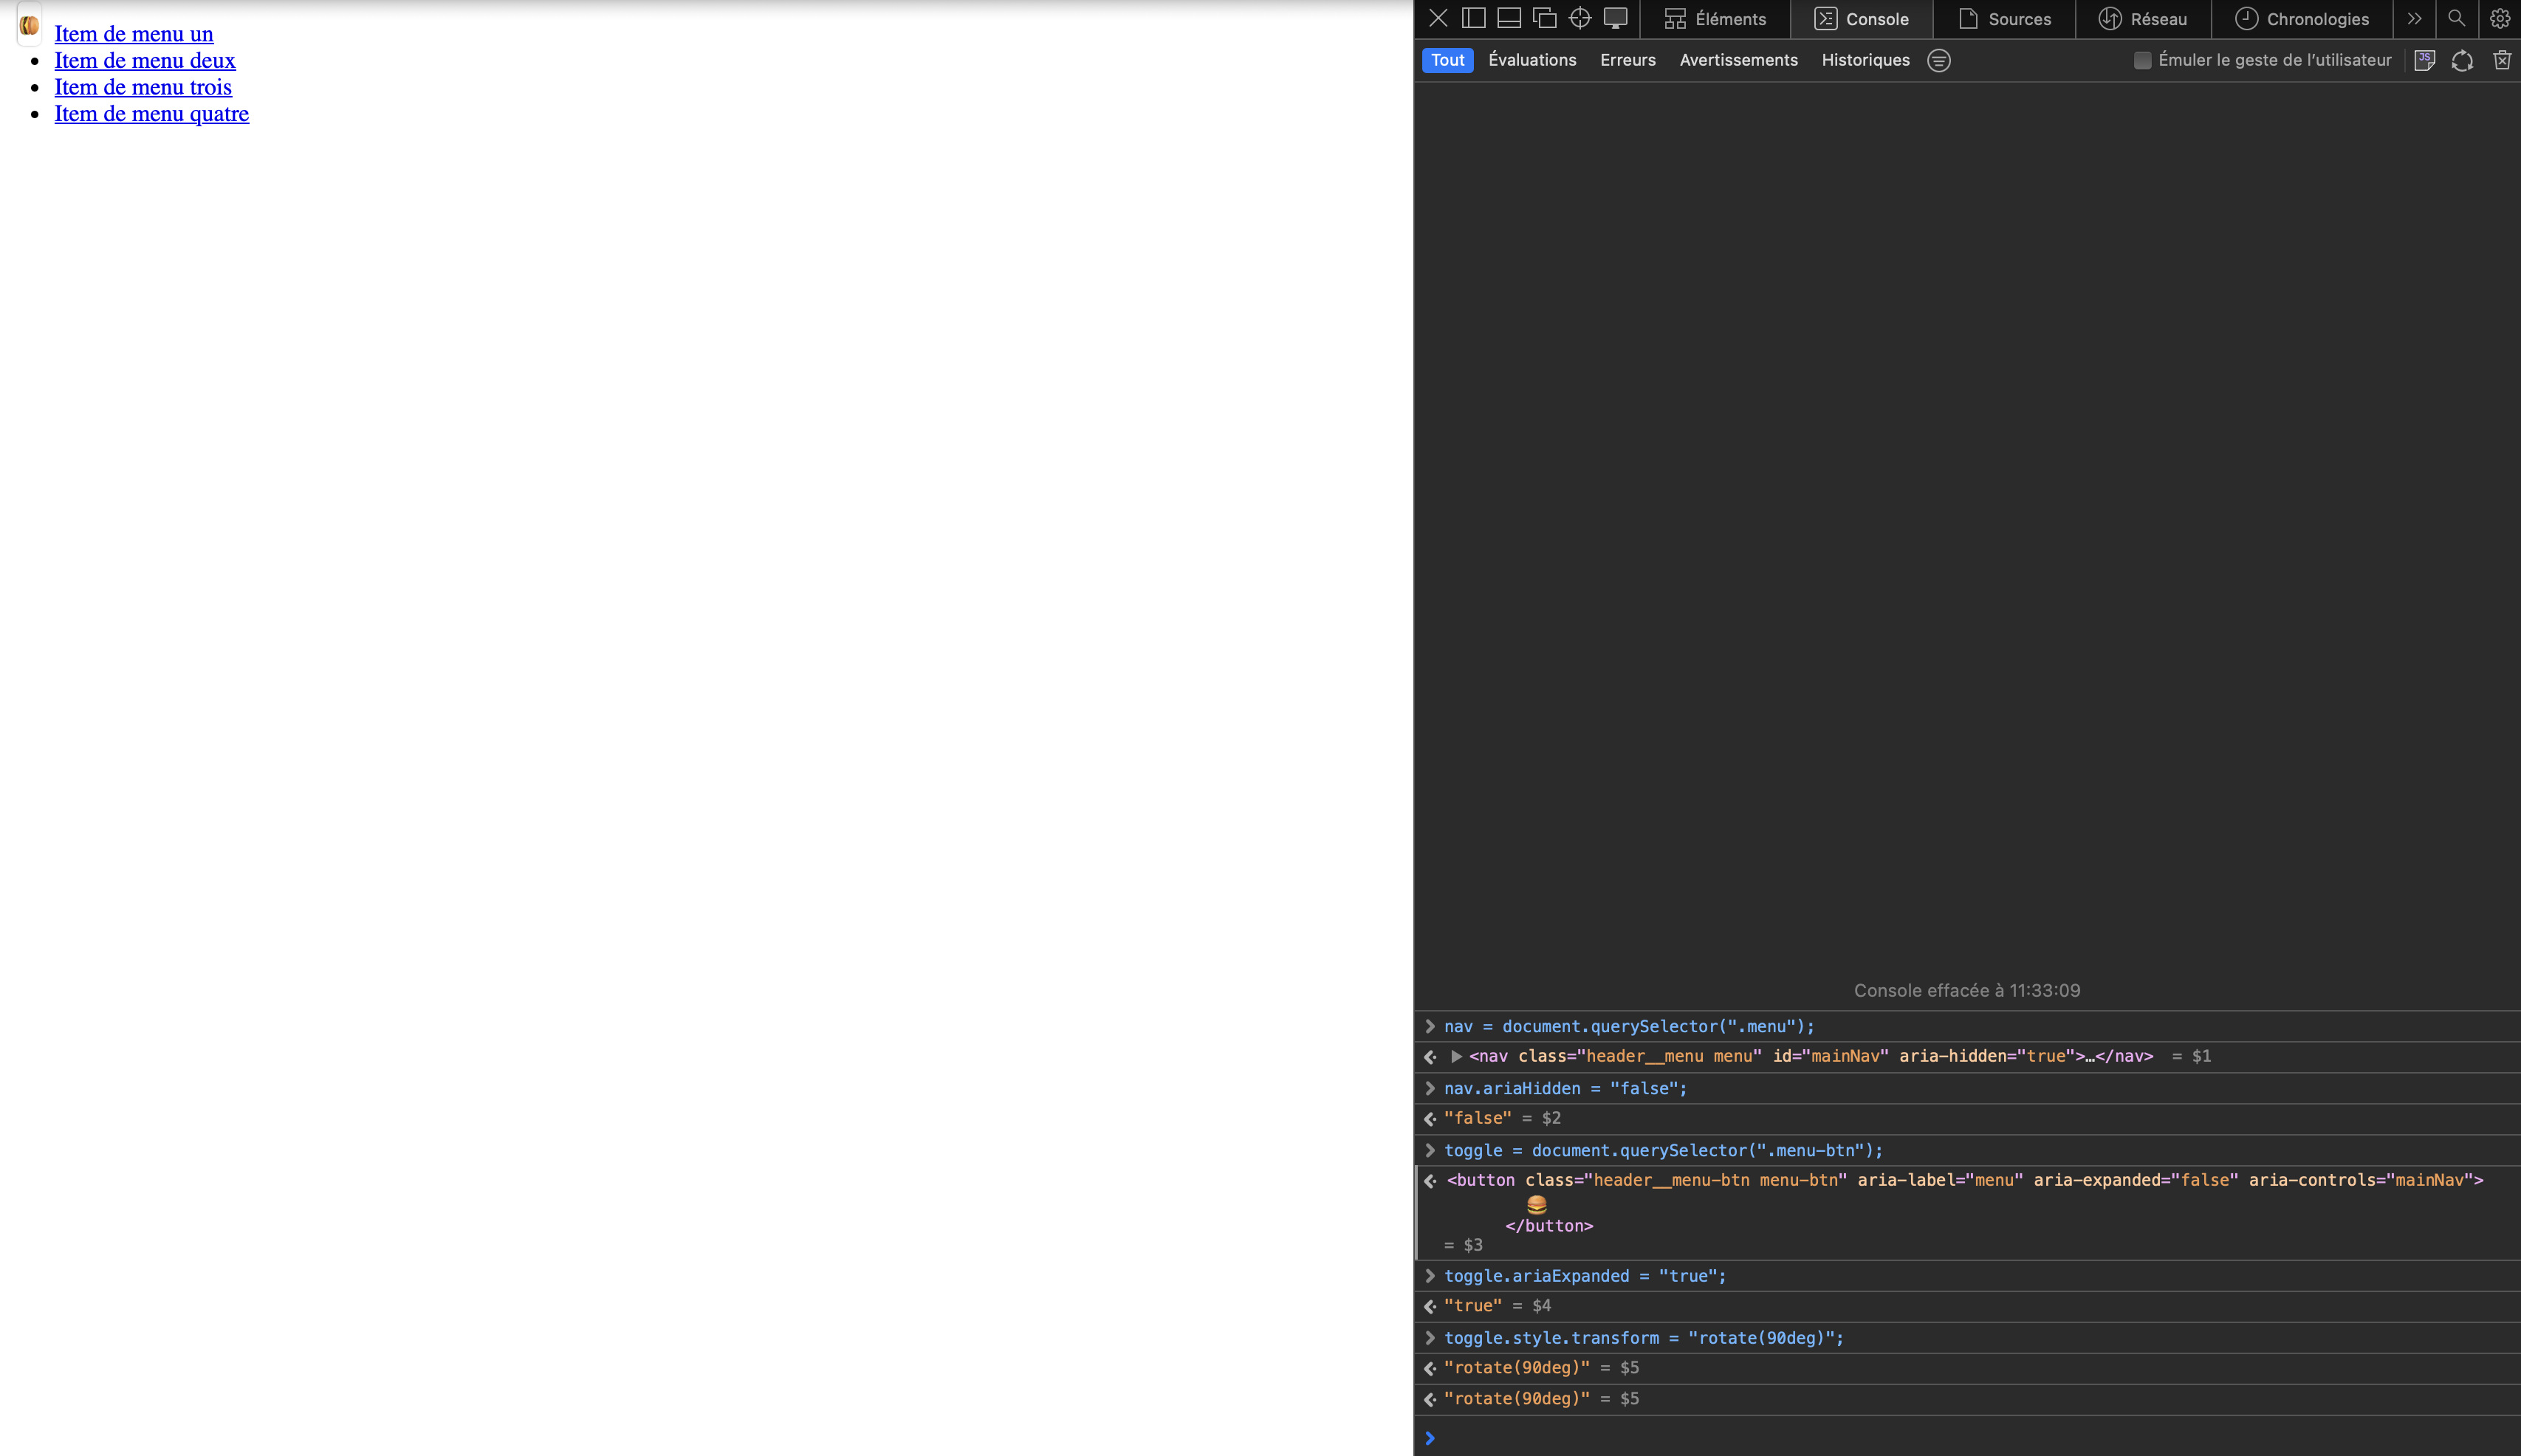 Item de menu un
Item de menu deux
Item de menu trois
Item de menu quatre
Éléments Console Sources Réseau Chronologies
Tout Évaluations Erreurs Avertissements Historiques Émuler le geste de l’utilisateur JS
Console effacée à 11:33:09
nav = document.querySelector(".menu");
<nav class="header__menu menu" id="mainNav" aria-hidden="true">…</nav> = $1
nav.ariaHidden = "false";
"false" = $2
toggle = document.querySelector(".menu-btn");
<button class="header__menu-btn menu-btn" aria-label="menu" aria-expanded="false" aria-controls="mainNav">
🍔
</button>
= $3
toggle.ariaExpanded = "true";
"true" = $4
toggle.style.transform = "rotate(90deg)";
"rotate(90deg)" = $5
"rotate(90deg)" = $5